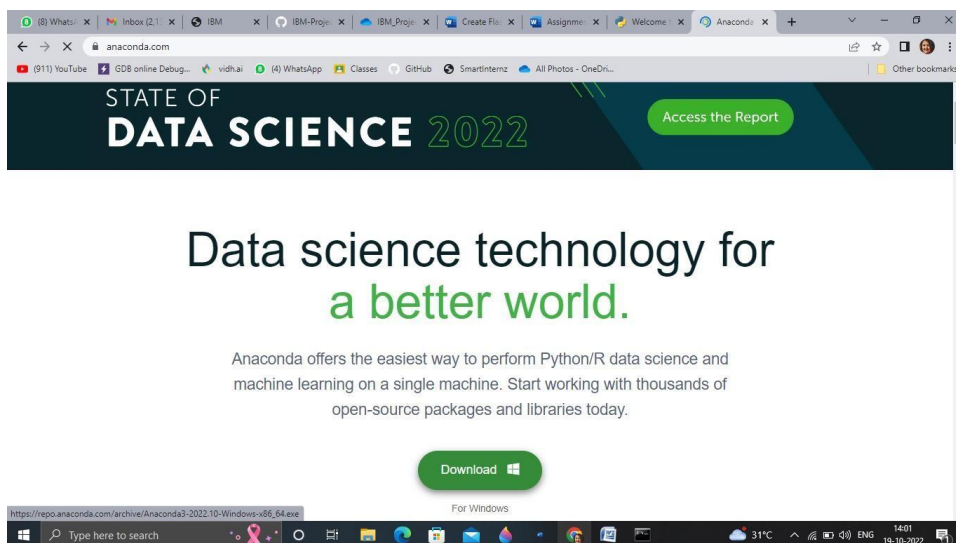 (8) Whats
Inbox (2,1
IBM
IBM-Proje
IBM_Proje
Create Fla
Assignmen
Welcome
Anaconda
anaconda.com
(911) YouTube
GDB online Debug...
vidh.ai
(4) WhatsApp
Classes
GitHub
SmartInternz
All Photos - OneDri...
Other bookmarks
STATE OF
DATA SCIENCE 2022
Access the Report
Data science technology for
a better world.
Anaconda offers the easiest way to perform Python/R data science and
machine learning on a single machine. Start working with thousands of
open-source packages and libraries today.
Download
For Windows
https://repo.anaconda.com/archive/Anaconda3-2022.10-Windows-x86_64.exe
Type here to search
31°C
ENG
14:01
19-10-2022